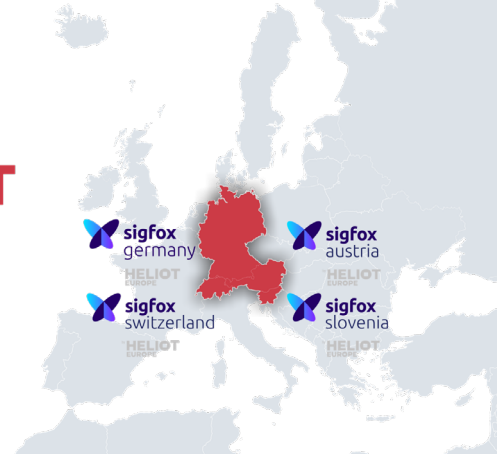 T
sigfox
germany
HELIOT
EUROPE
sigfox
austria
HELIOT
EUROPE
sigfox
switzerland
HELIOT
EUROPE
sigfox
slovenia
HELIOT
EUROPE